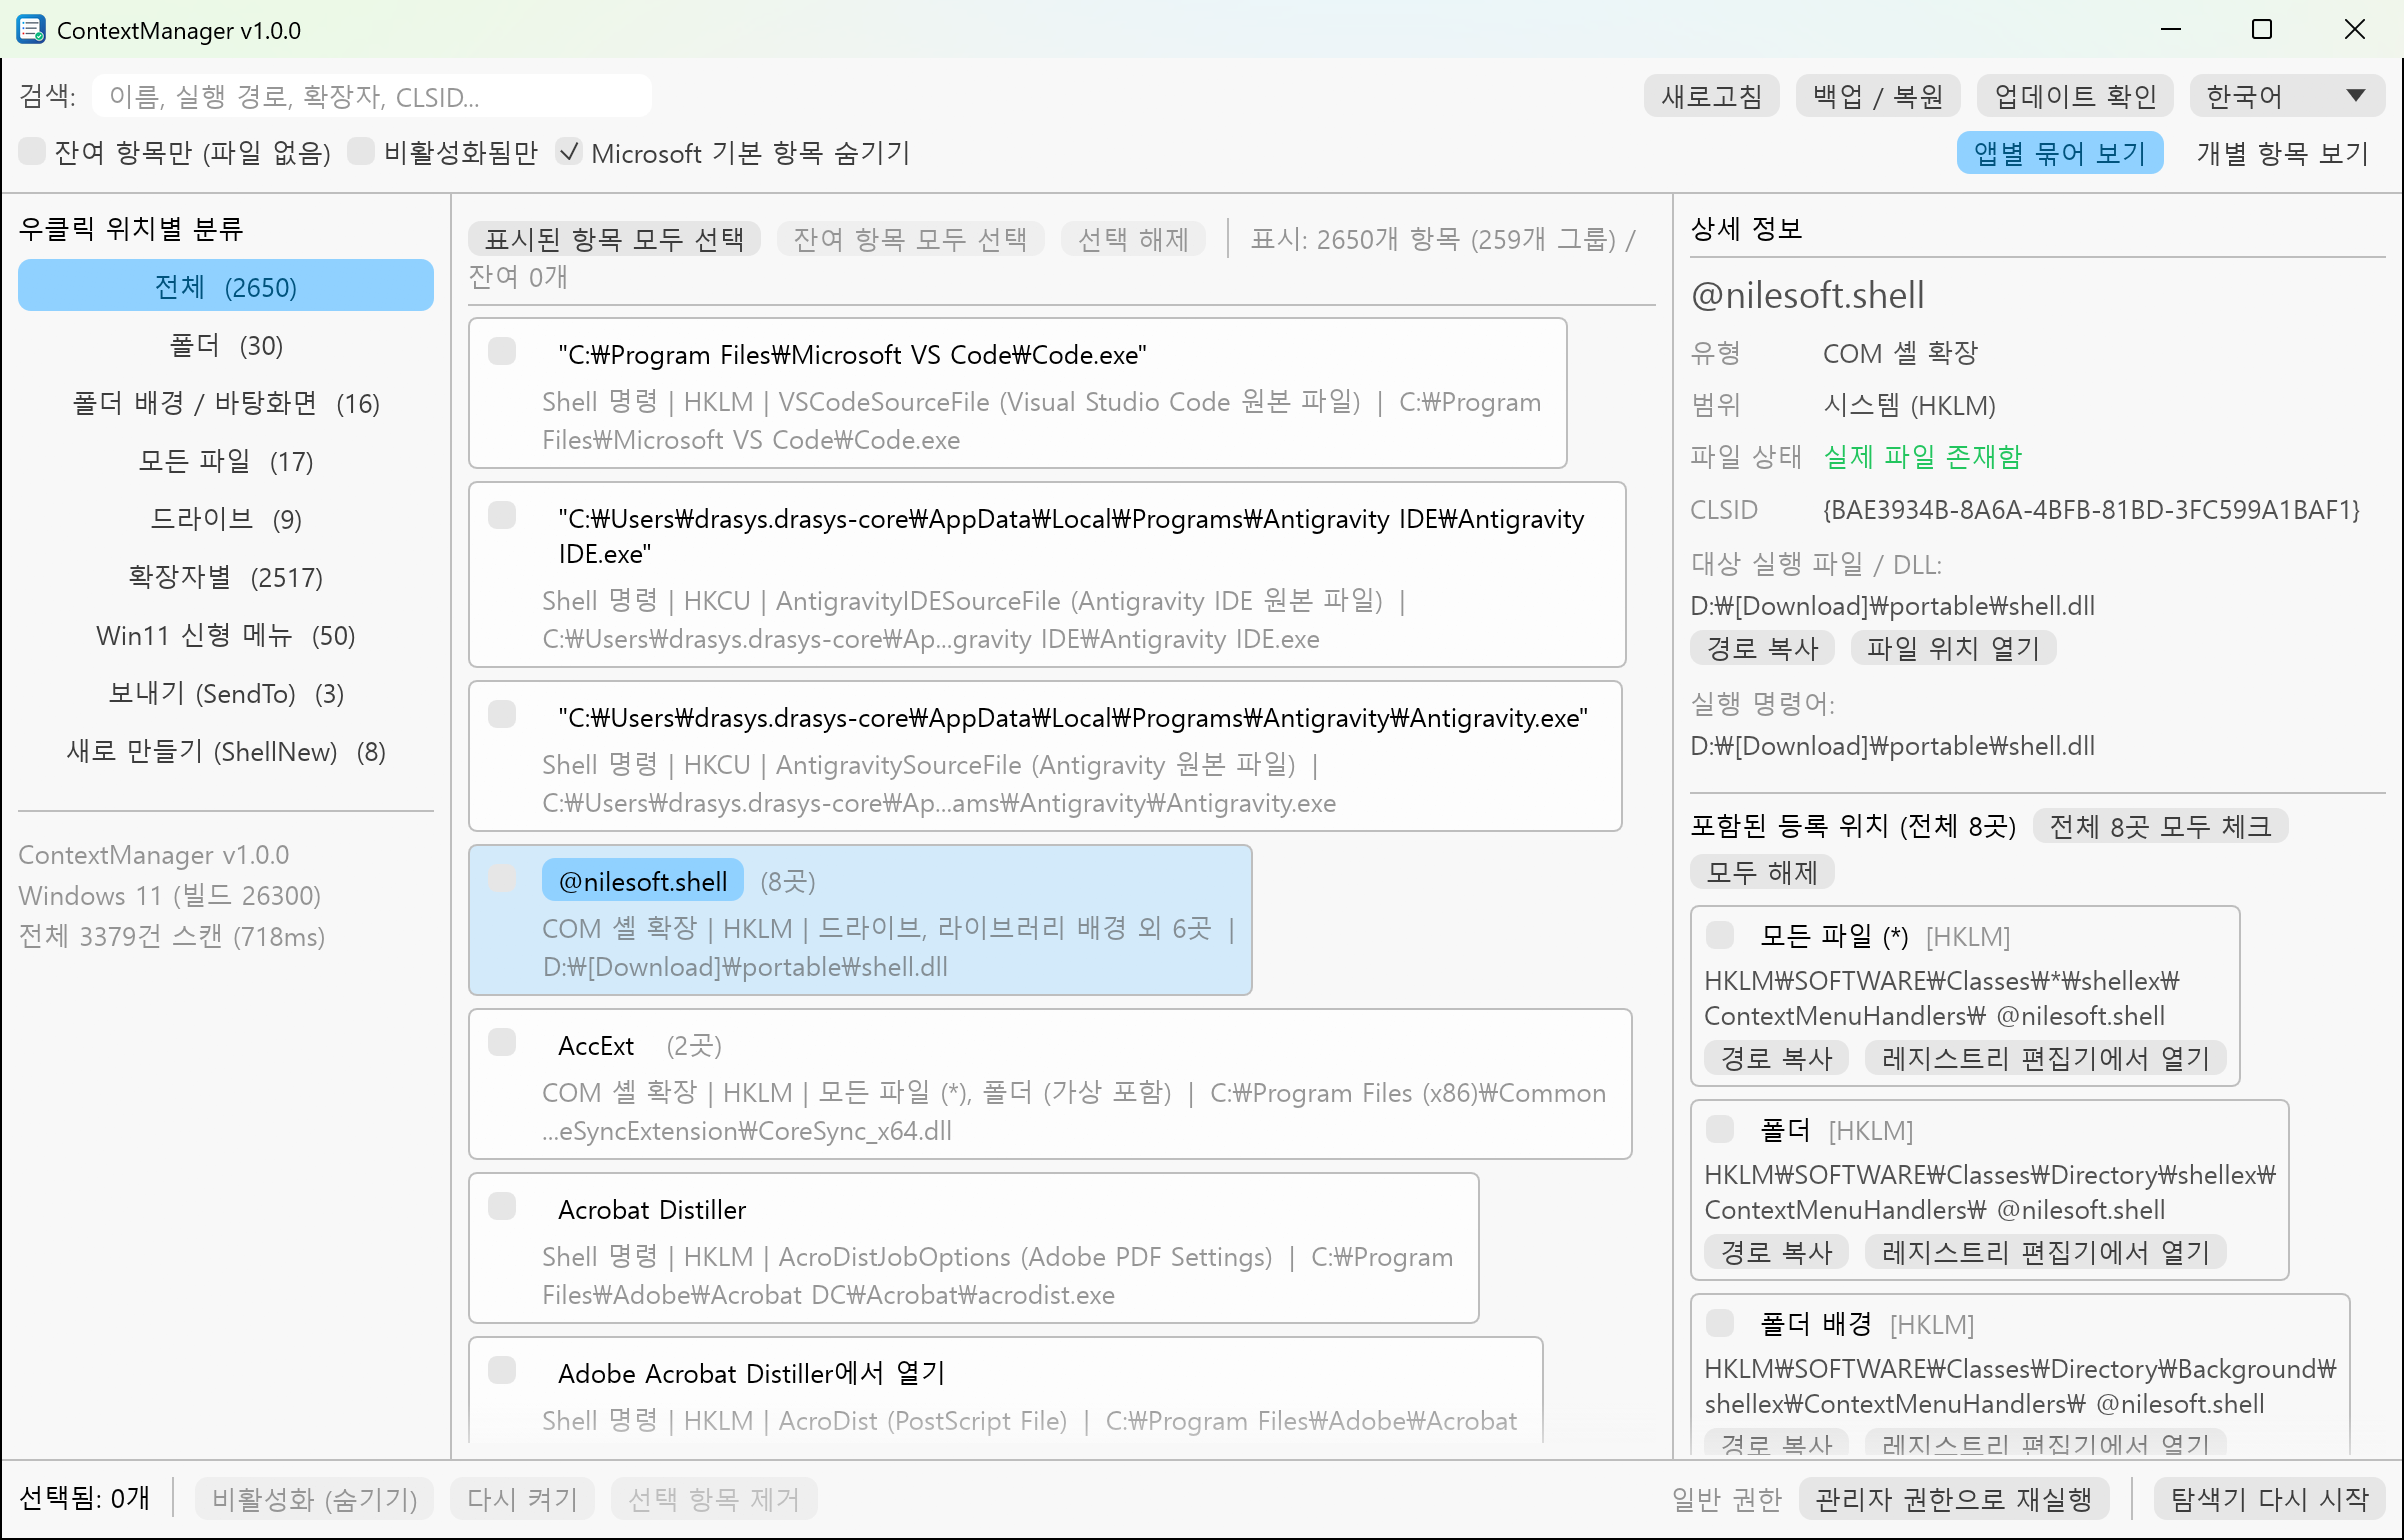 ContextManager v1.0.0
검색: 이름, 실행 경로, 확장자, CLSID...
새로고침 백업 / 복원 업데이트 확인 한국어
잔여 항목만 (파일 없음) 비활성화됨만 Microsoft 기본 항목 숨기기
앱별 묶어 보기 개별 항목 보기
우클릭 위치별 분류
전체 (2650)
폴더 (30)
폴더 배경 / 바탕화면 (16)
모든 파일 (17)
드라이브 (9)
확장자별 (2517)
Win11 신형 메뉴 (50)
보내기 (SendTo) (3)
새로 만들기 (ShellNew) (8)
ContextManager v1.0.0
Windows 11 (빌드 26300)
전체 3379건 스캔 (718ms)
표시된 항목 모두 선택 잔여 항목 모두 선택 선택 해제 표시: 2650개 항목 (259개 그룹) /
잔여 0개
"C:₩Program Files₩Microsoft VS Code₩Code.exe"
Shell 명령 | HKLM | VSCodeSourceFile (Visual Studio Code 원본 파일) | C:₩Program
Files₩Microsoft VS Code₩Code.exe
"C:₩Users₩drasys.drasys-core₩AppData₩Local₩Programs₩Antigravity IDE₩Antigravity
IDE.exe"
Shell 명령 | HKCU | AntigravityIDESourceFile (Antigravity IDE 원본 파일) |
C:₩Users₩drasys.drasys-core₩Ap...gravity IDE₩Antigravity IDE.exe
"C:₩Users₩drasys.drasys-core₩AppData₩Local₩Programs₩Antigravity₩Antigravity.exe"
Shell 명령 | HKCU | AntigravitySourceFile (Antigravity 원본 파일) |
C:₩Users₩drasys.drasys-core₩Ap...ams₩Antigravity₩Antigravity.exe
@nilesoft.shell (8곳)
COM 셸 확장 | HKLM | 드라이브, 라이브러리 배경 외 6곳 |
D:₩[Download]₩portable₩shell.dll
AccExt (2곳)
COM 셸 확장 | HKLM | 모든 파일 (*), 폴더 (가상 포함) | C:₩Program Files (x86)₩Common
...eSyncExtension₩CoreSync_x64.dll
Acrobat Distiller
Shell 명령 | HKLM | AcroDistJobOptions (Adobe PDF Settings) | C:₩Program
Files₩Adobe₩Acrobat DC₩Acrobat₩acrodist.exe
Adobe Acrobat Distiller에서 열기
Shell 명령 | HKLM | AcroDist (PostScript File) | C:₩Program Files₩Adobe₩Acrobat
상세 정보
@nilesoft.shell
유형 COM 셸 확장
범위 시스템 (HKLM)
파일 상태 실제 파일 존재함
CLSID {BAE3934B-8A6A-4BFB-81BD-3FC599A1BAF1}
대상 실행 파일 / DLL:
D:₩[Download]₩portable₩shell.dll
경로 복사 파일 위치 열기
실행 명령어:
D:₩[Download]₩portable₩shell.dll
포함된 등록 위치 (전체 8곳) 전체 8곳 모두 체크
모두 해제
모든 파일 (*) [HKLM]
HKLM₩SOFTWARE₩Classes₩*₩shellex₩
ContextMenuHandlers₩ @nilesoft.shell
경로 복사 레지스트리 편집기에서 열기
폴더 [HKLM]
HKLM₩SOFTWARE₩Classes₩Directory₩shellex₩
ContextMenuHandlers₩ @nilesoft.shell
경로 복사 레지스트리 편집기에서 열기
폴더 배경 [HKLM]
HKLM₩SOFTWARE₩Classes₩Directory₩Background₩
shellex₩ContextMenuHandlers₩ @nilesoft.shell
경로 복사 레지스트리 편집기에서 열기
선택됨: 0개 비활성화 (숨기기) 다시 켜기 선택 항목 제거
일반 권한 관리자 권한으로 재실행 탐색기 다시 시작